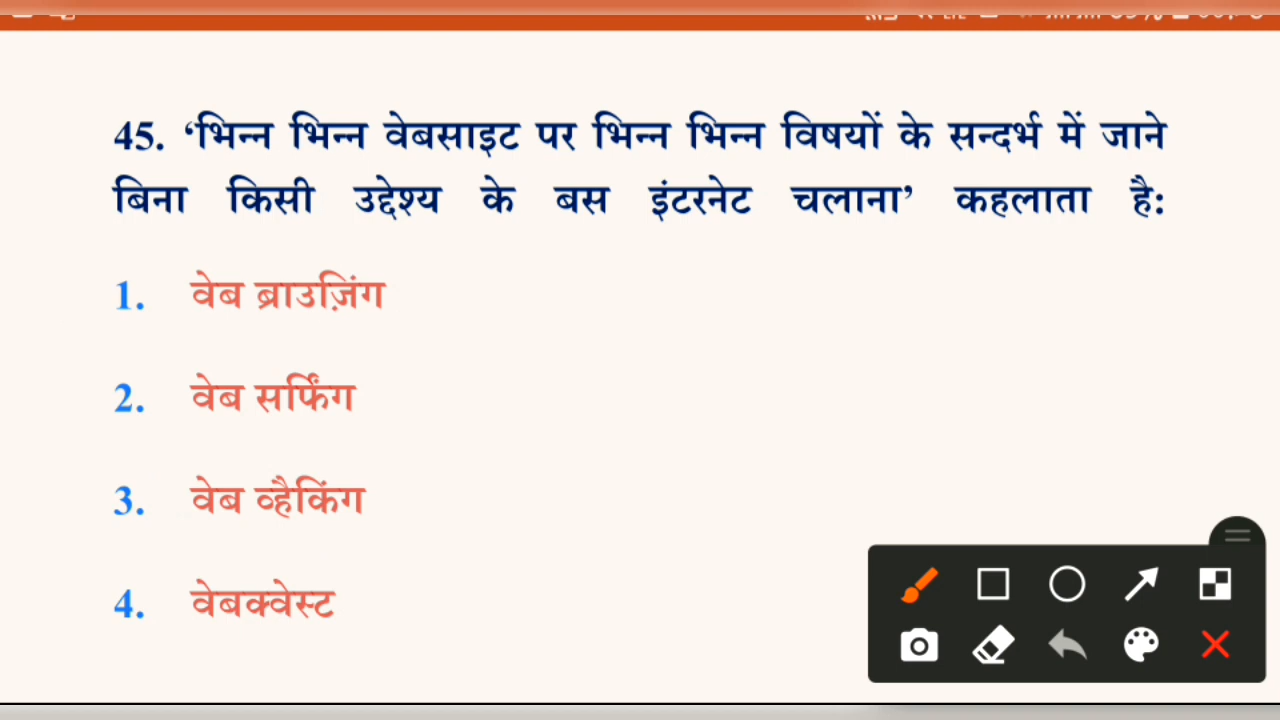 45. ‘भिन्न भिन्न वेबसाइट पर भिन्न भिन्न विषयों के सन्दर्भ में जाने
बिना किसी उद्देश्य के बस इंटरनेट चलाना’ कहलाता है:
1. वेब ब्राउज़िंग
2. वेब सर्फिंग
3. वेब व्हैकिंग
4. वेबक्वेस्ट